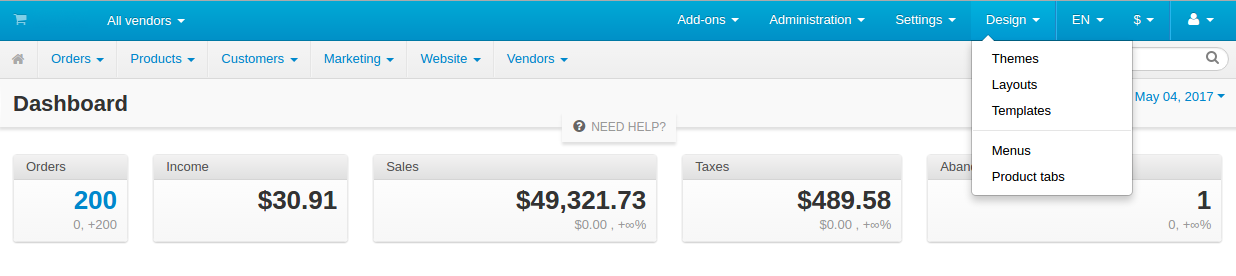 All vendors Add-ons Administration Settings Design EN $
Orders Products Customers Marketing Website Vendors
Themes
Layouts
Templates
Menus
Product tabs
Dashboard
May 04, 2017
NEED HELP?
Orders
200
0, +200
Income
$30.91
Sales
$49,321.73
$0.00 , +∞%
Taxes
$489.58
$0.00 , +∞%
1
0, +∞%